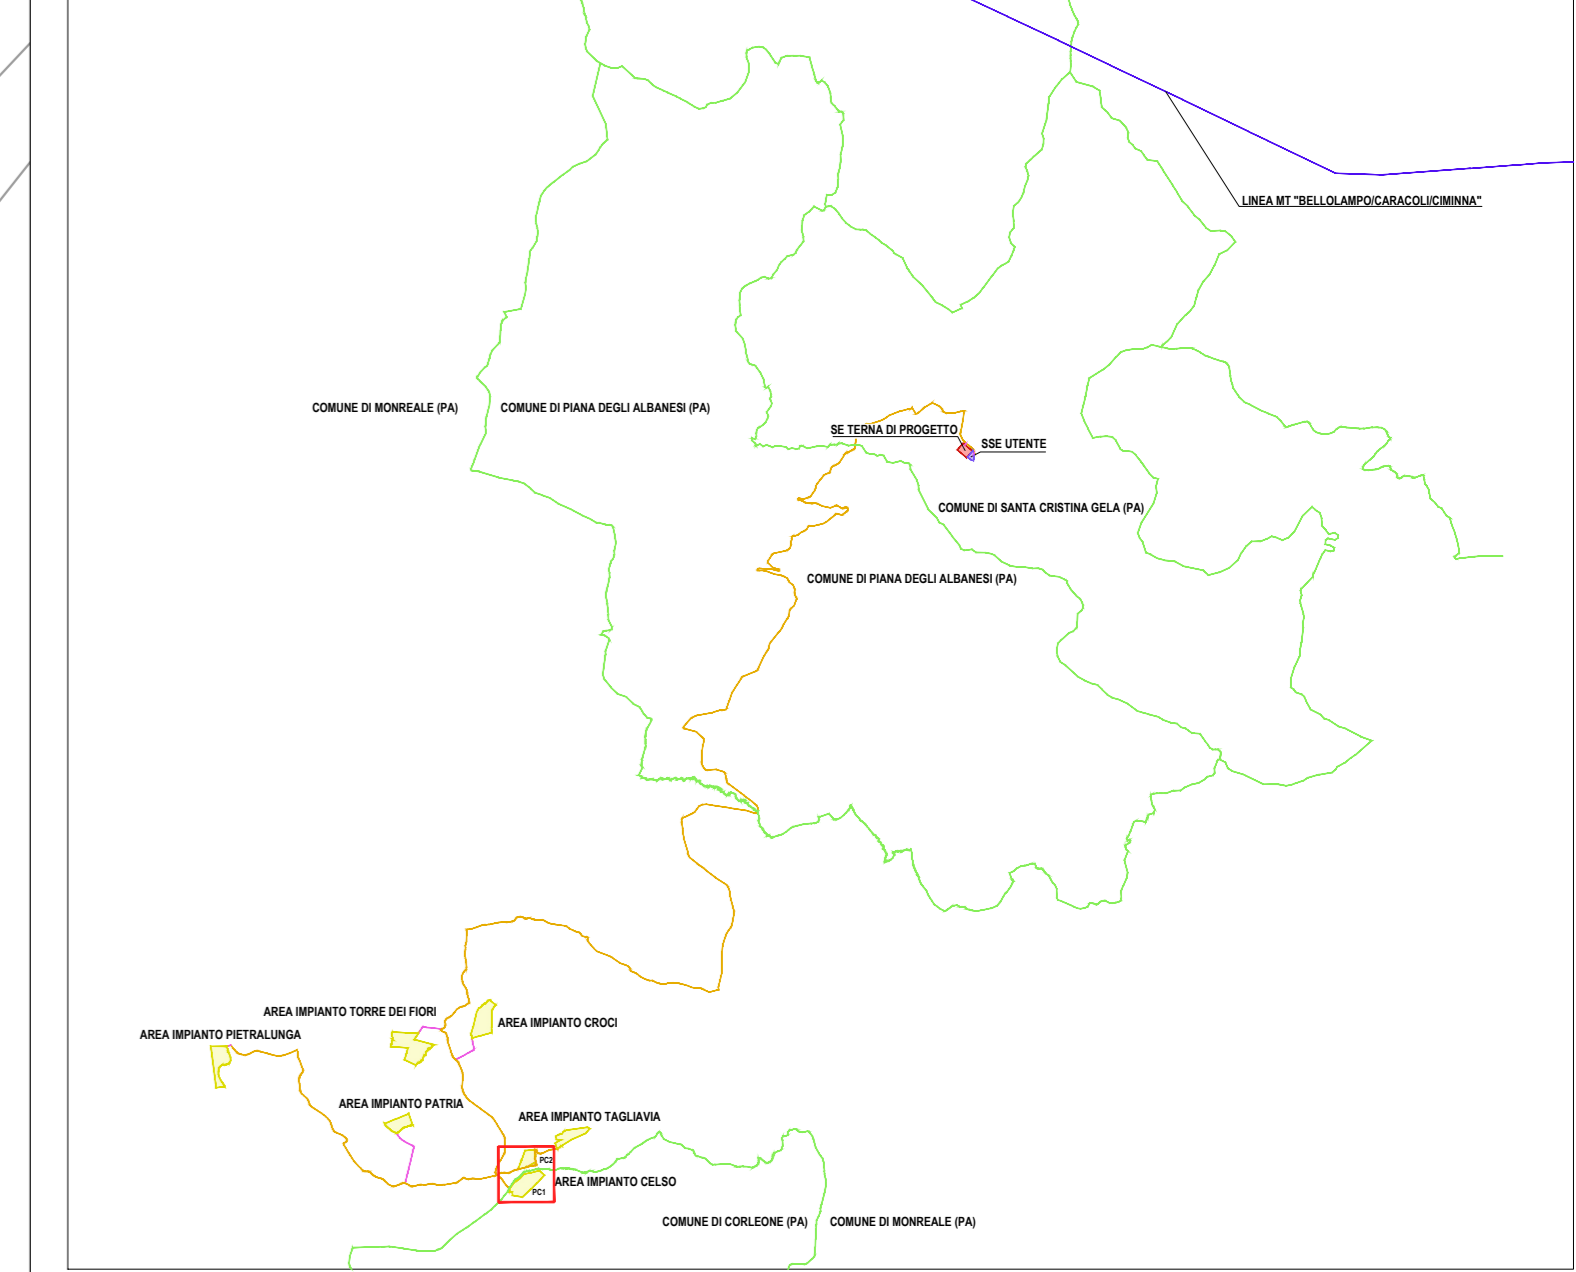 LINEA MT "BELLOLAMPO/CARACOLI/CIMINNA"
COMUNE DI MONREALE (PA)
COMUNE DI PIANA DEGLI ALBANESI (PA)
SE TERNA DI PROGETTO
SSE UTENTE
COMUNE DI SANTA CRISTINA GELA (PA)
COMUNE DI PIANA DEGLI ALBANESI (PA)
AREA IMPIANTO TORRE DEI FIORI
AREA IMPIANTO CROCI
AREA IMPIANTO PIETRALUNGA
AREA IMPIANTO PATRIA
AREA IMPIANTO TAGLIAVIA
PC2
AREA IMPIANTO CELSO
PC1
COMUNE DI CORLEONE (PA)
COMUNE DI MONREALE (PA)